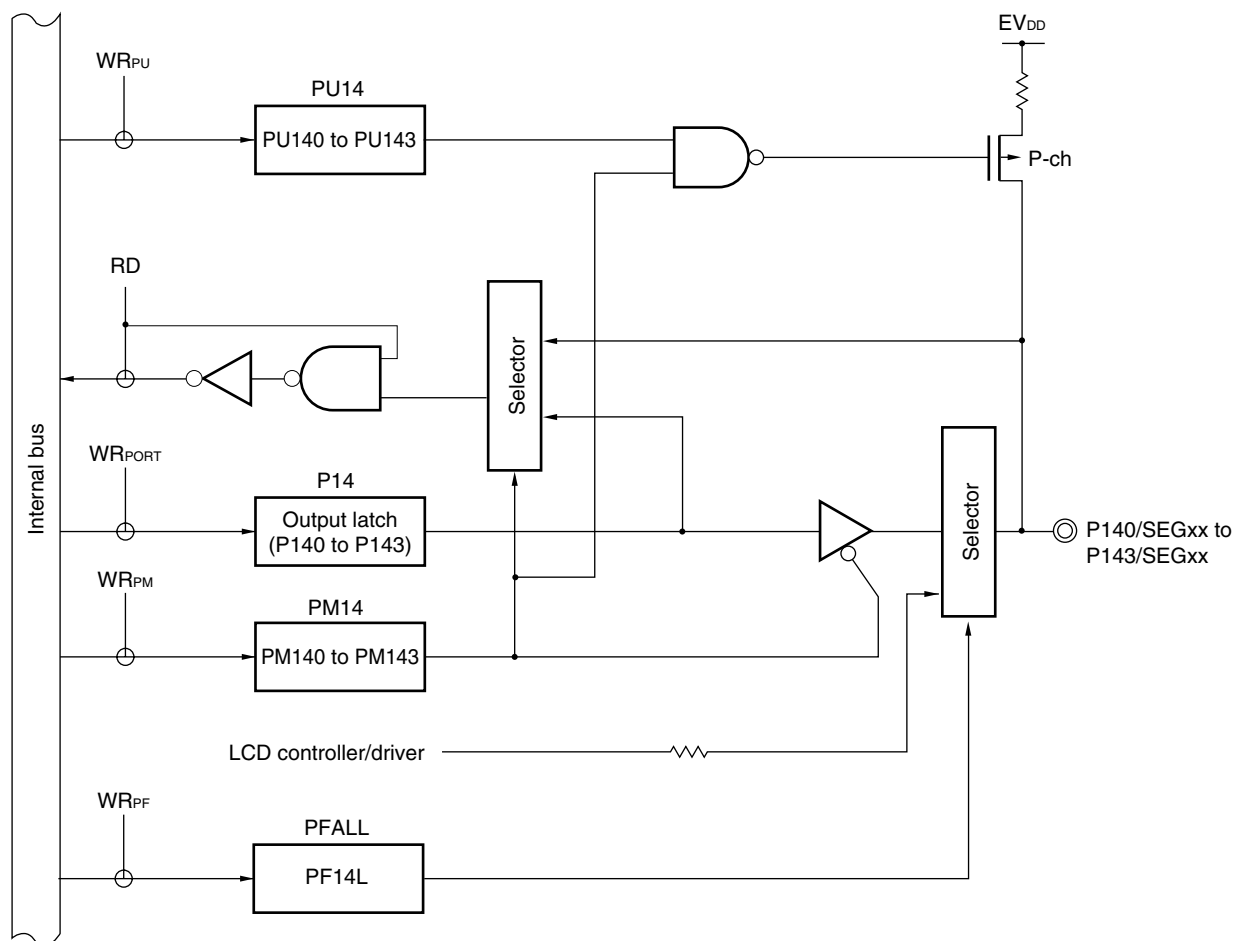 EVDD
WRPU
PU14
PU140 to PU143
P-ch
RD
Selector
Internal bus
WRPORT
P14
Output latch
(P140 to P143)
Selector
P140/SEGxx to
P143/SEGxx
WRPM
PM14
PM140 to PM143
LCD controller/driver
WRPF
PFALL
PF14L